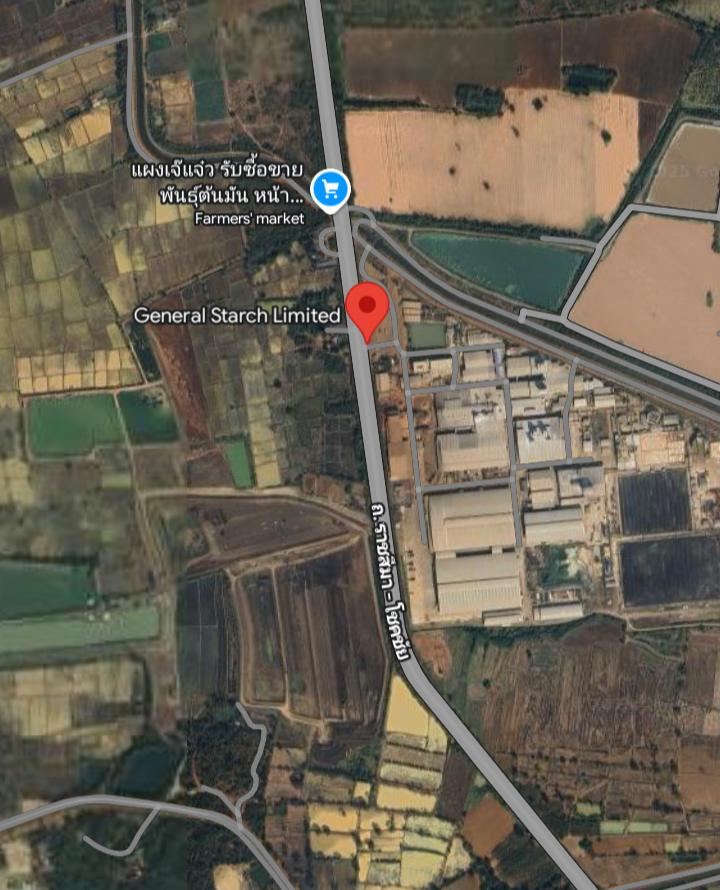 แผงเจ๊แจ๋ว รับซื้อขาย
พันธุ์ต้นมัน หน้า...
Farmers' market
General Starch Limited
ถ.ราชสีมา - โชคชัย